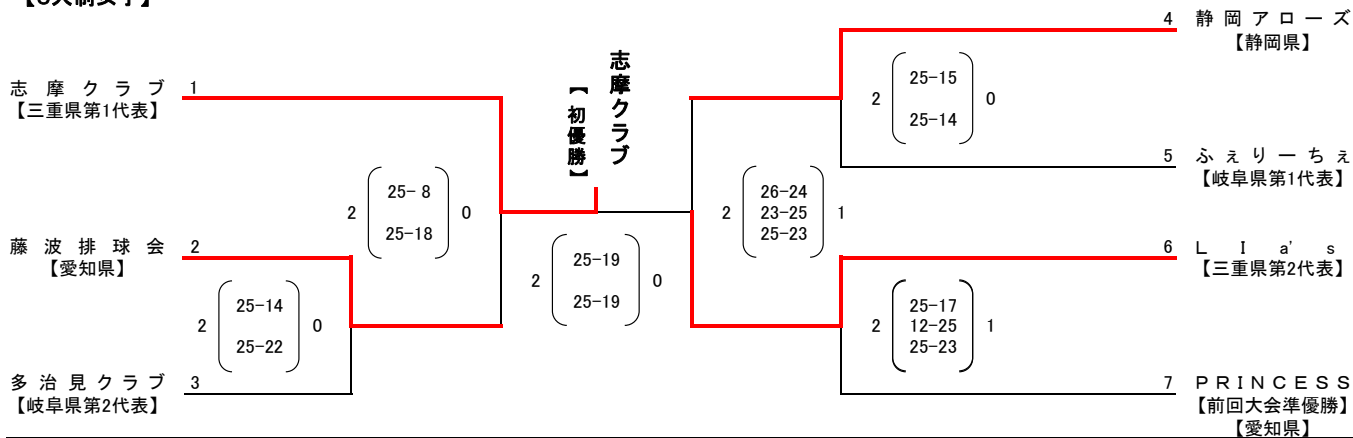 4 静岡アローズ
【静岡県】
志摩クラブ 1
【三重県第1代表】
志摩クラブ
【初優勝】
2 25-15 0
25-14
5 ふぇりーちぇ
【岐阜県第1代表】
2 25-8 0
25-18
2 26-24 1
23-25
25-23
藤波排球会 2
【愛知県】
6 LIa's
【三重県第2代表】
2 25-19 0
25-19
2 25-14 0
25-22
2 25-17 1
12-25
25-23
多治見クラブ 3
【岐阜県第2代表】
7 PRINCESS
【前回大会準優勝】
【愛知県】